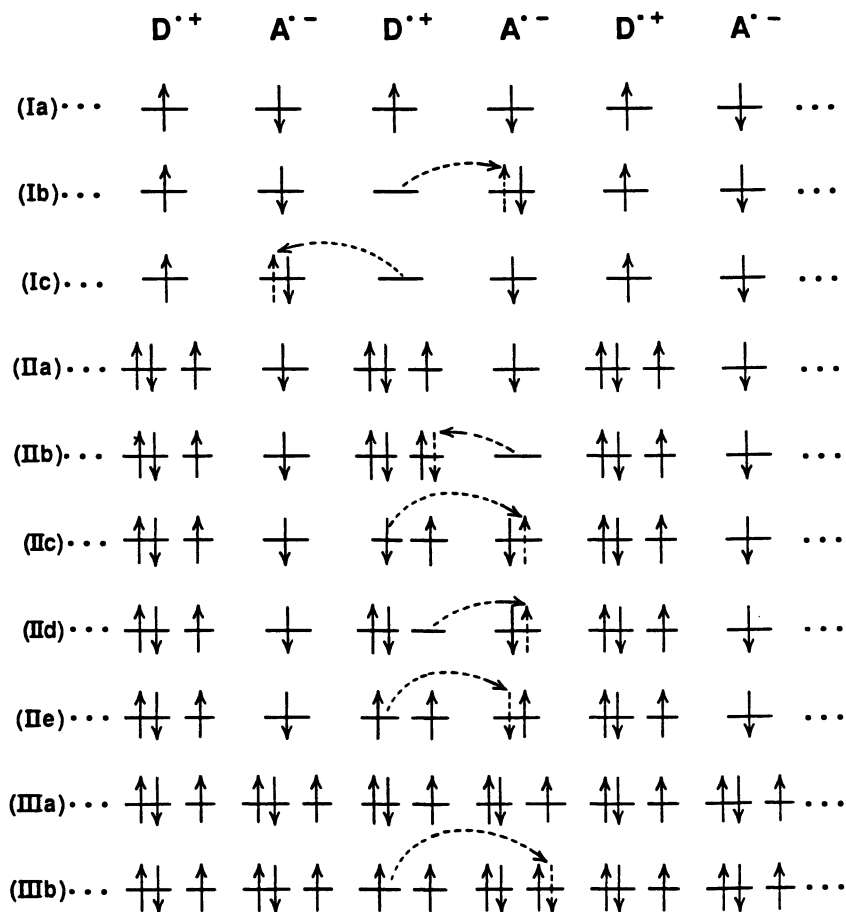 D•+ A•− D•+ A•− D•+ A•−
(Ia)••• •••
(Ib)••• •••
(Ic)••• •••
(IIa)••• •••
(IIb)••• •••
(IIc)••• •••
(IId)••• •••
(IIe)••• •••
(IIIa)••• •••
(IIIb)••• •••